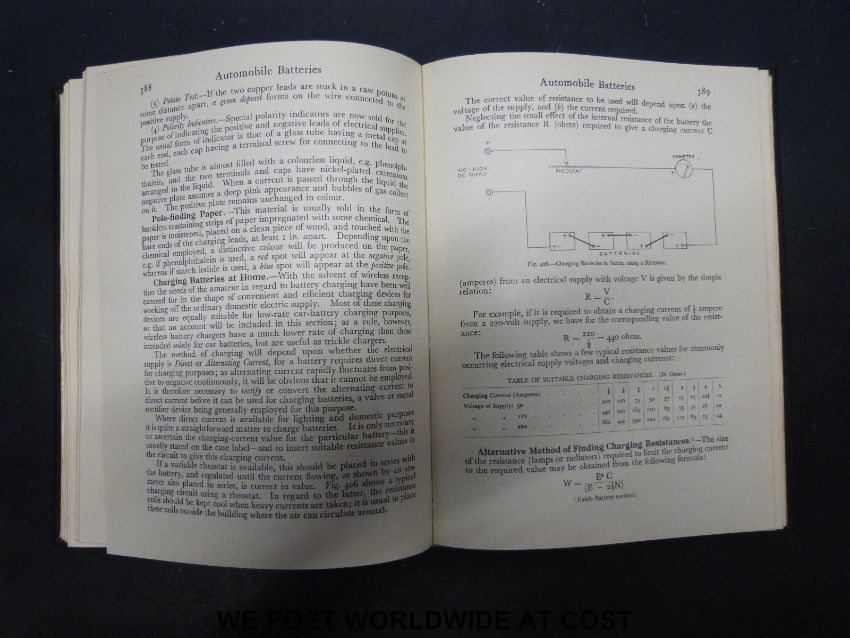 388
Automobile Batteries
(3) Potato Test.—If the two copper leads are stuck in a raw potato at
some distance apart, a green deposit forms on the wire connected to the
positive supply.
(4) Polarity Indicators.—Special polarity-indicators are now sold for the
purpose of indicating the positive and negative leads of electrical supplies.
The usual form of indicator is that of a glass tube having a metal cap at
each end, each cap having a terminal screw for connecting to the lead to
be tested.
The glass tube is almost filled with a colourless liquid, e.g. phenolph-
thalein, and the two terminals and caps have nickel-plated extensions
arranged in the liquid. When a current is passed through the liquid the
negative plate assumes a deep pink appearance and bubbles of gas collect
on it. The positive plate remains unchanged in colour.
Pole-finding Paper.—This material is usually sold in the form of
booklets containing strips of paper impregnated with some chemical. The
paper is moistened, placed on a clean piece of wood, and touched with the
bare ends of the charging leads, at least 1 in. apart. Depending upon the
chemical employed, a distinctive colour will be produced on the paper,
e.g. if phenolphthalein is used, a red spot will appear at the negative pole,
whereas if starch iodide is used, a blue spot will appear at the positive pole.
Charging Batteries at Home.—With the advent of wireless recep-
tion the needs of the amateur in regard to battery charging have been well
catered for in the shape of convenient and efficient charging devices for
working off the ordinary domestic electric supply. Most of these charging
devices are equally suitable for low-rate car-battery charging purposes,
so that an account will be included in this section; as a rule, however,
wireless battery chargers have a much lower rate of charging than those
intended solely for car batteries, but are useful as trickle chargers.
The method of charging will depend upon whether the electrical
supply is Direct or Alternating Current, for a battery requires direct current
for charging purposes; as alternating current rapidly fluctuates from posi-
tive to negative continuously, it will be obvious that it cannot be employed.
It is therefore necessary to rectify or convert the alternating current to
direct current before it can be used for charging batteries, a valve or metal
rectifier device being generally employed for this purpose.
Where direct current is available for lighting and domestic purposes
it is quite a straightforward matter to charge batteries. It is only necessary
to ascertain the charging-current value for the particular battery—this is
usually stated on the case label—and to insert suitable resistance values in
the circuit to give this charging current.
If a variable rheostat is available, this should be placed in series with
the battery, and regulated until the current flowing, as shown by an am-
meter also placed in series, is correct in value. Fig. 406 shows a typical
charging circuit using a rheostat. In regard to the latter, the resistance
coils should be kept cool when heavy currents are taken; it is usual to place
these coils outside the building where the air can circulate around.
Automobile Batteries
389
The correct value of resistance to be used will depend upon (a) the
voltage of the supply, and (b) the current required.
Neglecting the small effect of the internal resistance of the battery the
value of the resistance R (ohms) required to give a charging current C
+
100-200V.
DC SUPPLY
RHEOSTAT
AMMETER
BATTERIES
Fig. 406.—Charging Batteries in Series, using a Rheostat.
(amperes) from an electrical supply with voltage V is given by the simple
relation:
R = V/C.
For example, if it is required to obtain a charging current of ½ ampere
from a 220-volt supply, we have for the corresponding value of the resist-
ance:
R = 220/½ = 440 ohms.
The following table shows a few typical resistance values for commonly
occurring electrical supply voltages and charging currents:
TABLE OF SUITABLE CHARGING RESISTANCES. (In Ohms)
Charging Current (Amperes)
Voltage of Supply: 50
" " 110
" " 220
Alternative Method of Finding Charging Resistances.¹—The size
of the resistance (lamps or radiators) required to limit the charging current
to the required value may be obtained from the following formula:
W = E² C/(E − 2½N)
¹ Exide Battery method.
WE POST WORLDWIDE AT COST